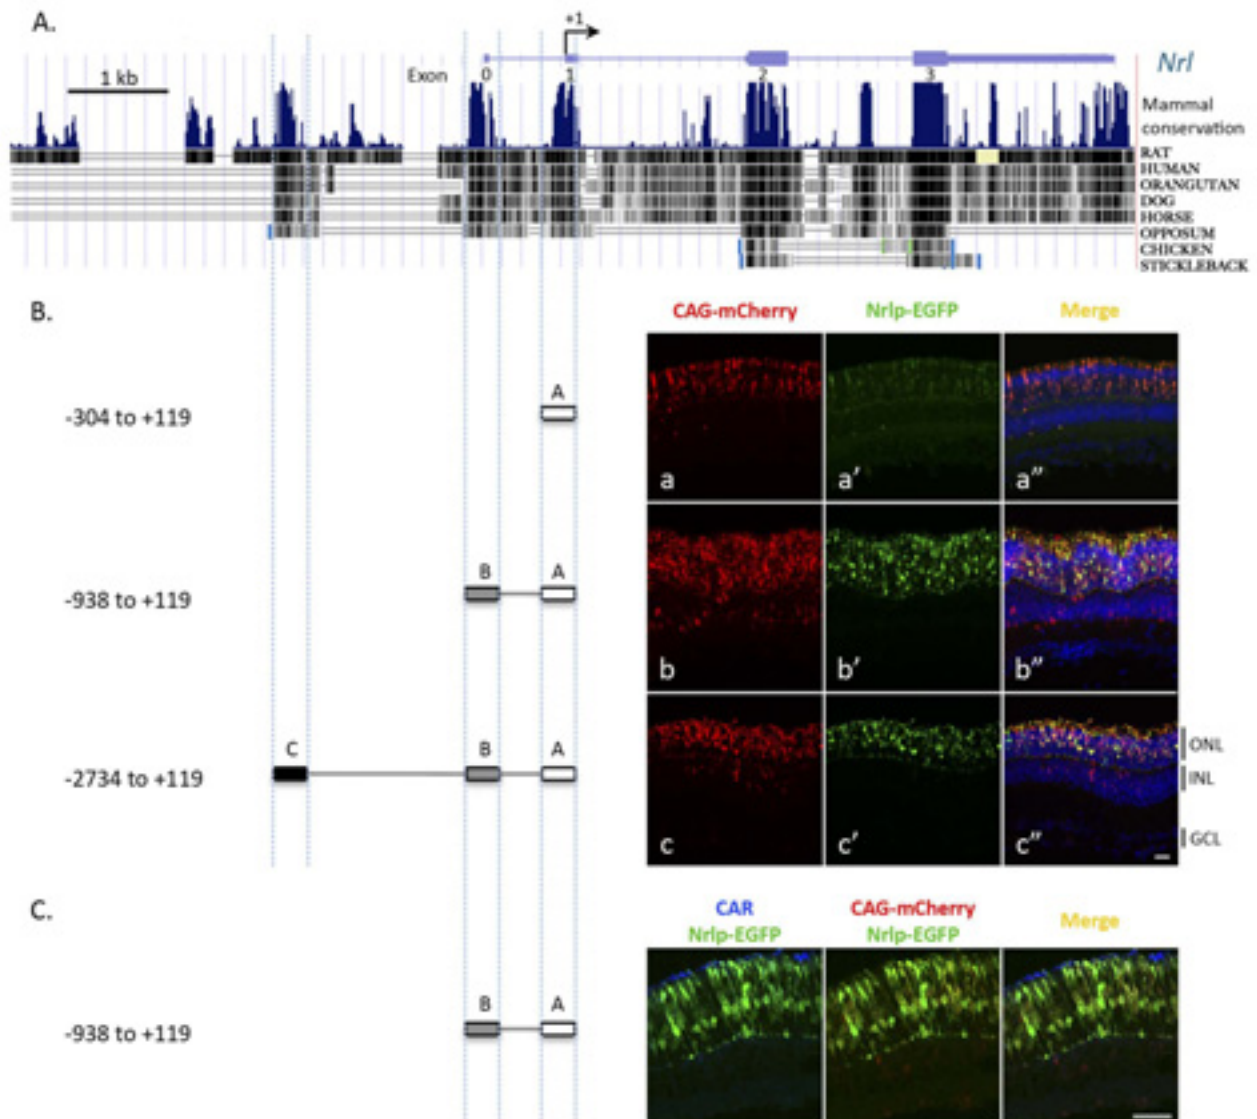 A.
+1
1 kb
Exon
0
1
2
3
Nrl
Mammal
conservation
RAT
HUMAN
ORANGUTAN
DOG
HORSE
OPPOSUM
CHICKEN
STICKLEBACK
B.
CAG-mCherry
Nrlp-EGFP
Merge
-304 to +119
A
a
a′
a″
-938 to +119
B
A
b
b′
b″
-2734 to +119
C
B
A
c
c′
c″
ONL
INL
GCL
C.
CAR
Nrlp-EGFP
CAG-mCherry
Nrlp-EGFP
Merge
-938 to +119
B
A